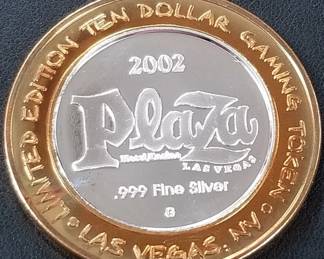 LIMITED EDITION TEN DOLLAR GAMING TOKEN
2002
Plaza
Hotel/Casino
LAS VEGAS
.999 Fine Silver
G
• LAS VEGAS, NV •